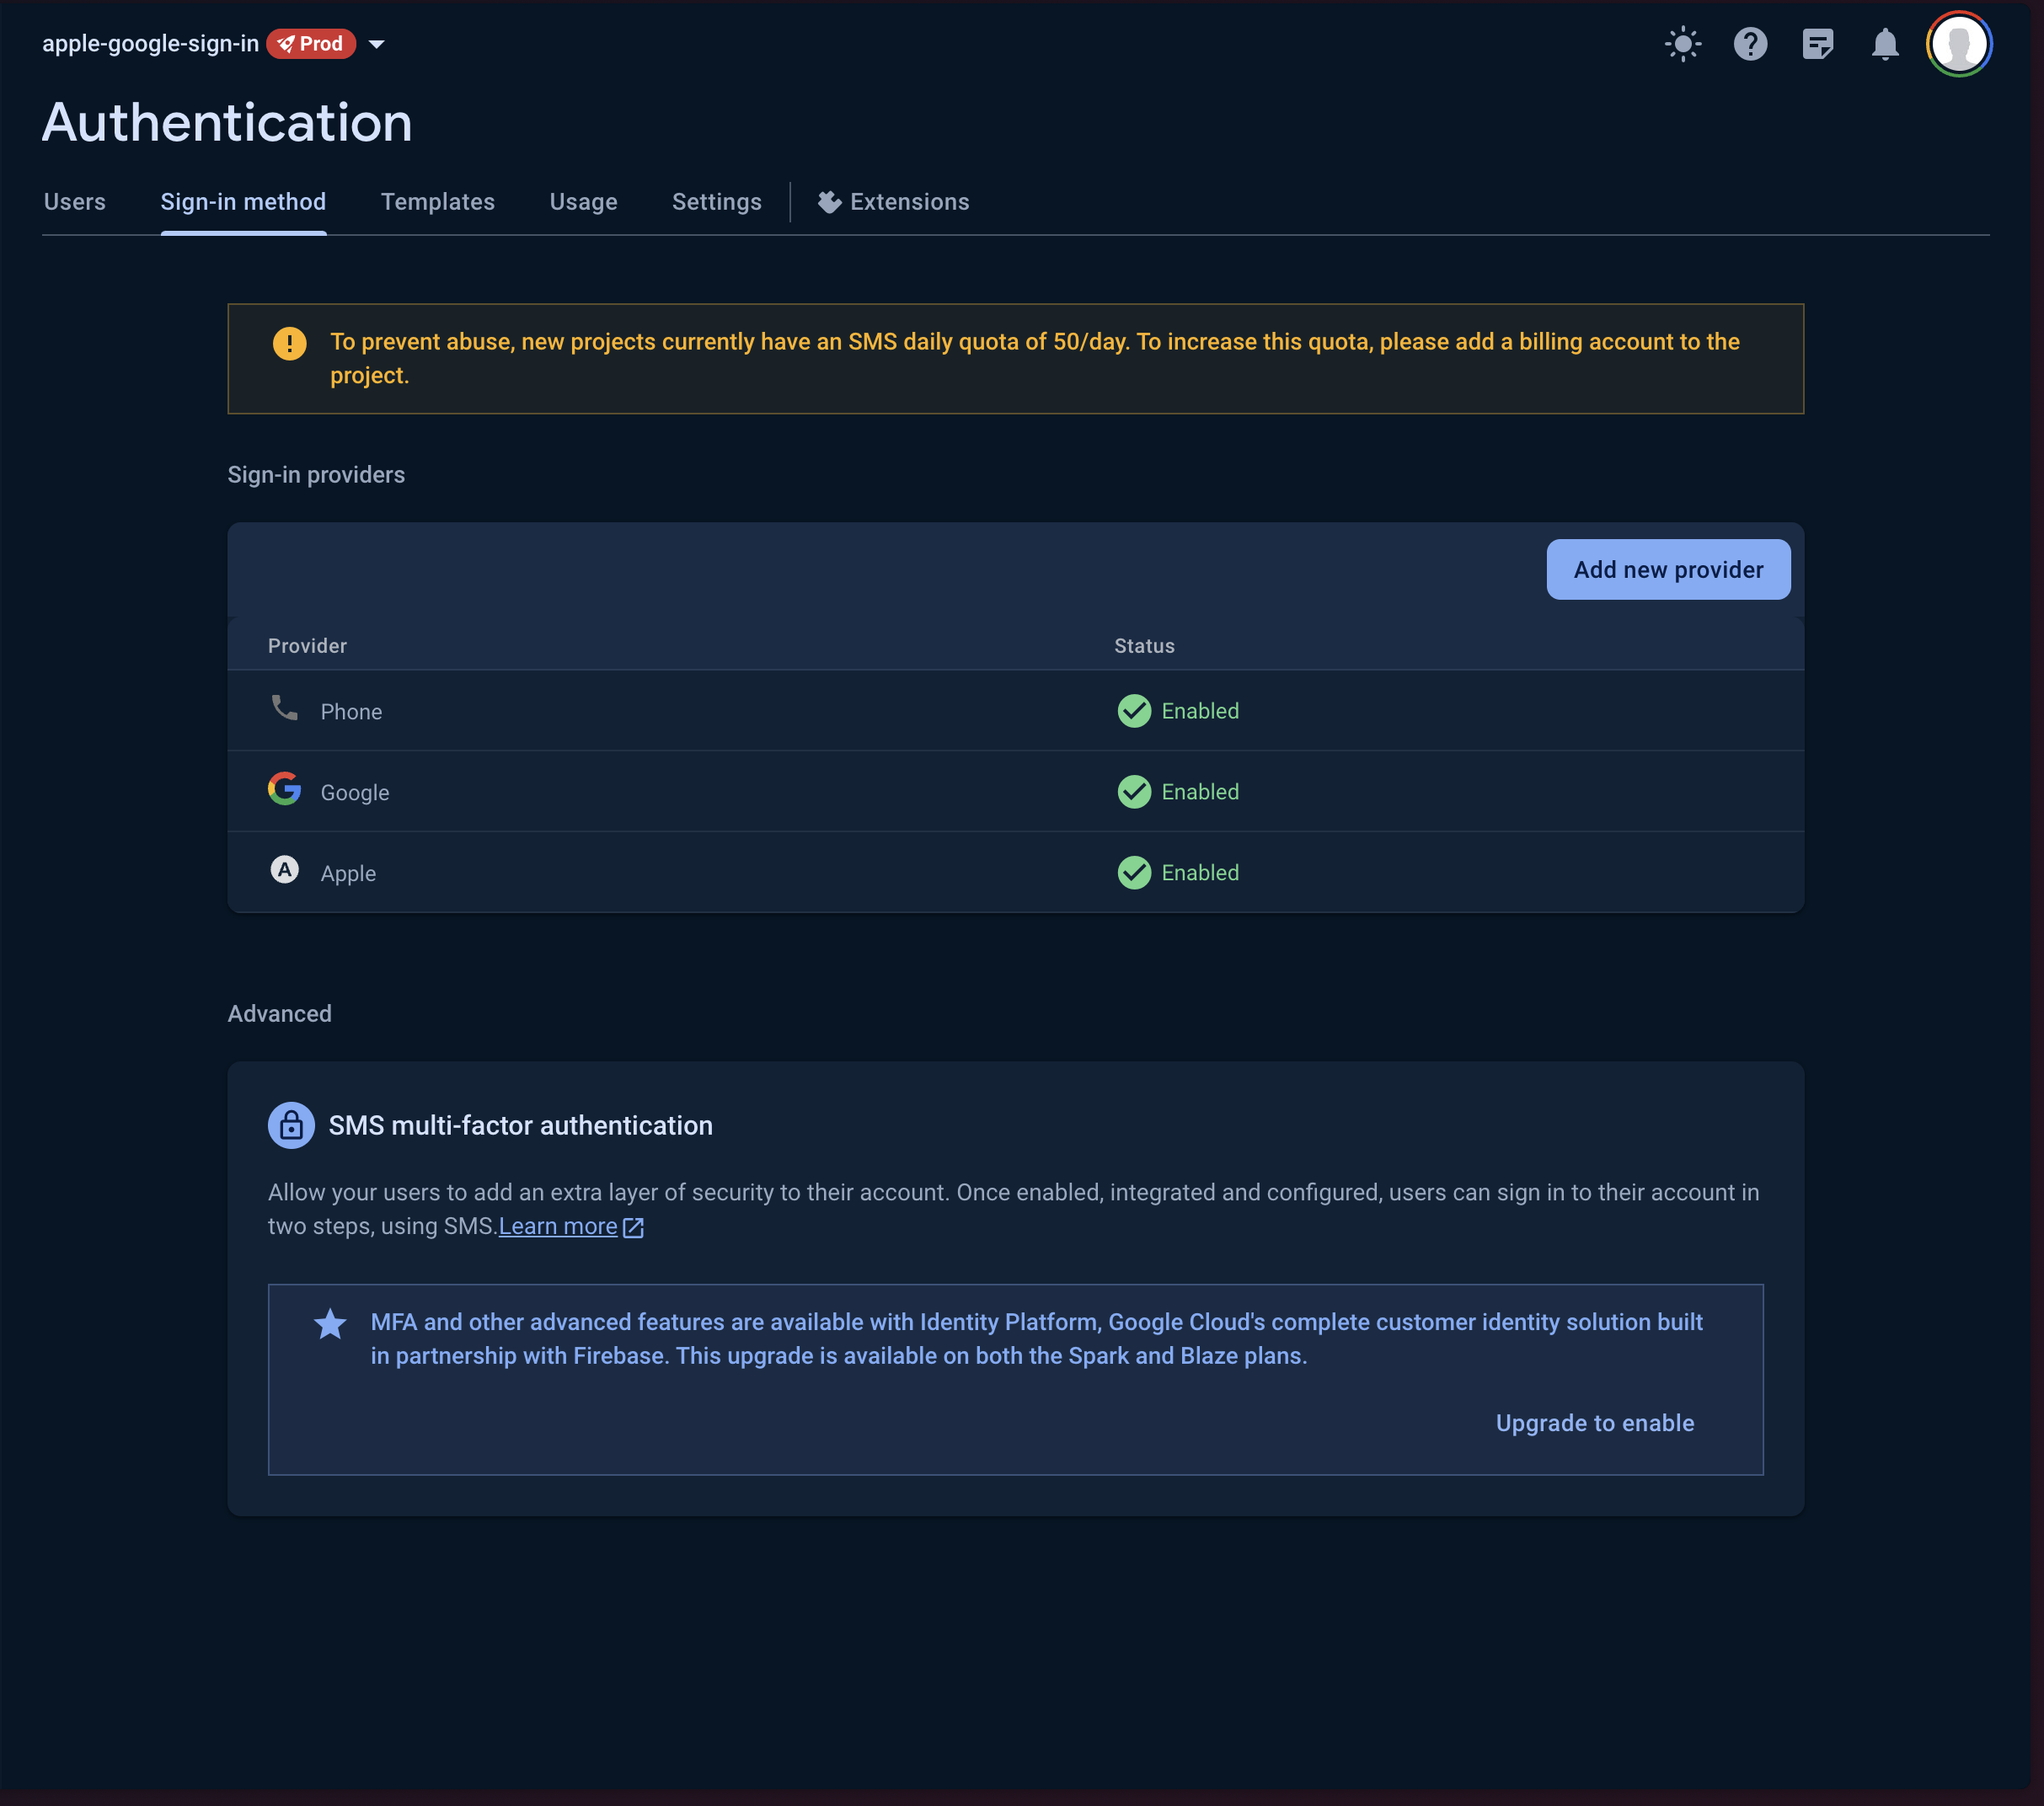 apple-google-sign-in Prod
Authentication
Users Sign-in method Templates Usage Settings Extensions
To prevent abuse, new projects currently have an SMS daily quota of 50/day. To increase this quota, please add a billing account to the
project.
Sign-in providers
Add new provider
Provider Status
Phone Enabled
Google Enabled
A Apple Enabled
Advanced
SMS multi-factor authentication
Allow your users to add an extra layer of security to their account. Once enabled, integrated and configured, users can sign in to their account in
two steps, using SMS.Learn more
MFA and other advanced features are available with Identity Platform, Google Cloud's complete customer identity solution built
in partnership with Firebase. This upgrade is available on both the Spark and Blaze plans.
Upgrade to enable